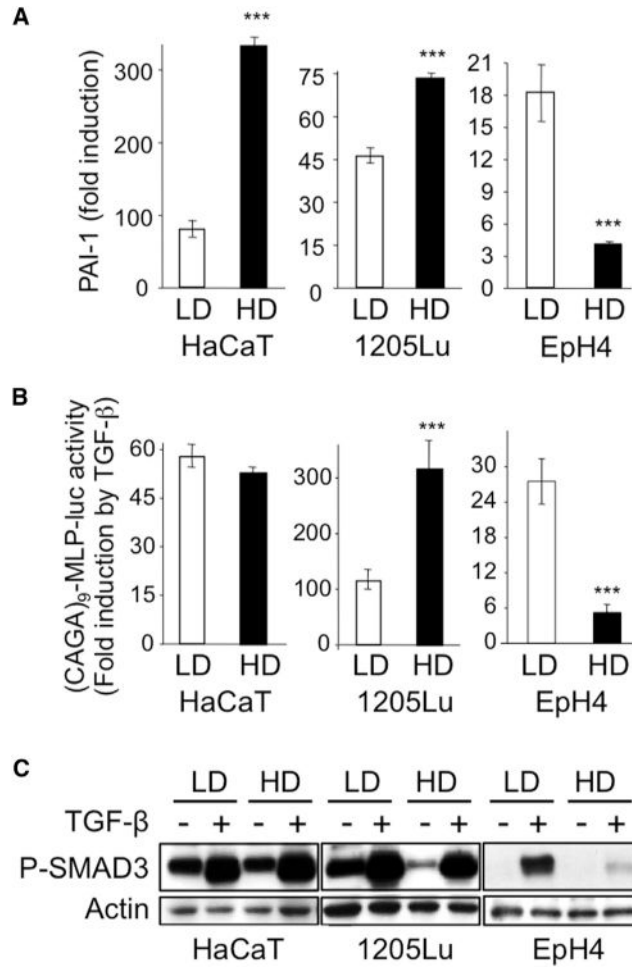 A
PAI-1 (fold induction)
300
200
100
0
***
LD HD
HaCaT
75
60
45
30
15
0
***
LD HD
1205Lu
21
18
15
12
9
6
3
0
***
LD HD
EpH4
B
(CAGA)9-MLP-luc activity
(Fold induction by TGF-β)
60
45
30
15
0
LD HD
HaCaT
300
200
100
0
***
LD HD
1205Lu
30
24
18
12
6
0
***
LD HD
EpH4
C
LD HD LD HD LD HD
TGF-β - + - + - + - + - + - +
P-SMAD3
Actin
HaCaT 1205Lu EpH4